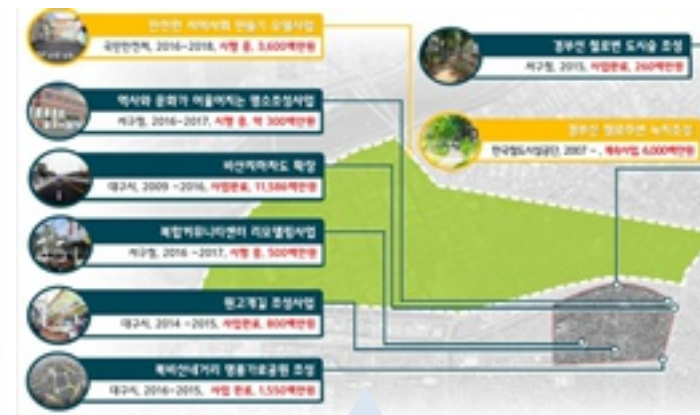 안전한 지역사회 만들기 모델사업
국민안전처, 2016~2018, 시행 중, 3,600백만원
역사와 문화가 어우러지는 명소조성사업
서구청, 2016~2017, 시행 중, 약 300백만원
비산지하차도 확장
대구시, 2009 ~2016, 사업완료, 11,586백만원
복합커뮤니티센터 리모델링사업
서구청, 2016 ~2017, 시행 중, 500백만원
원고개길 조성사업
대구시, 2014 ~2015, 사업완료, 800백만원
북비산네거리 명품가로공원 조성
대구시, 2016~2015, 사업 완료, 1,550백만원
경부선 철로변 도시숲 조성
서구청, 2015, 사업완료, 260백만원
경부선 철로주변 녹지조성
한국철도시설공단, 2007 ~ , 계속사업, 6,000백만원